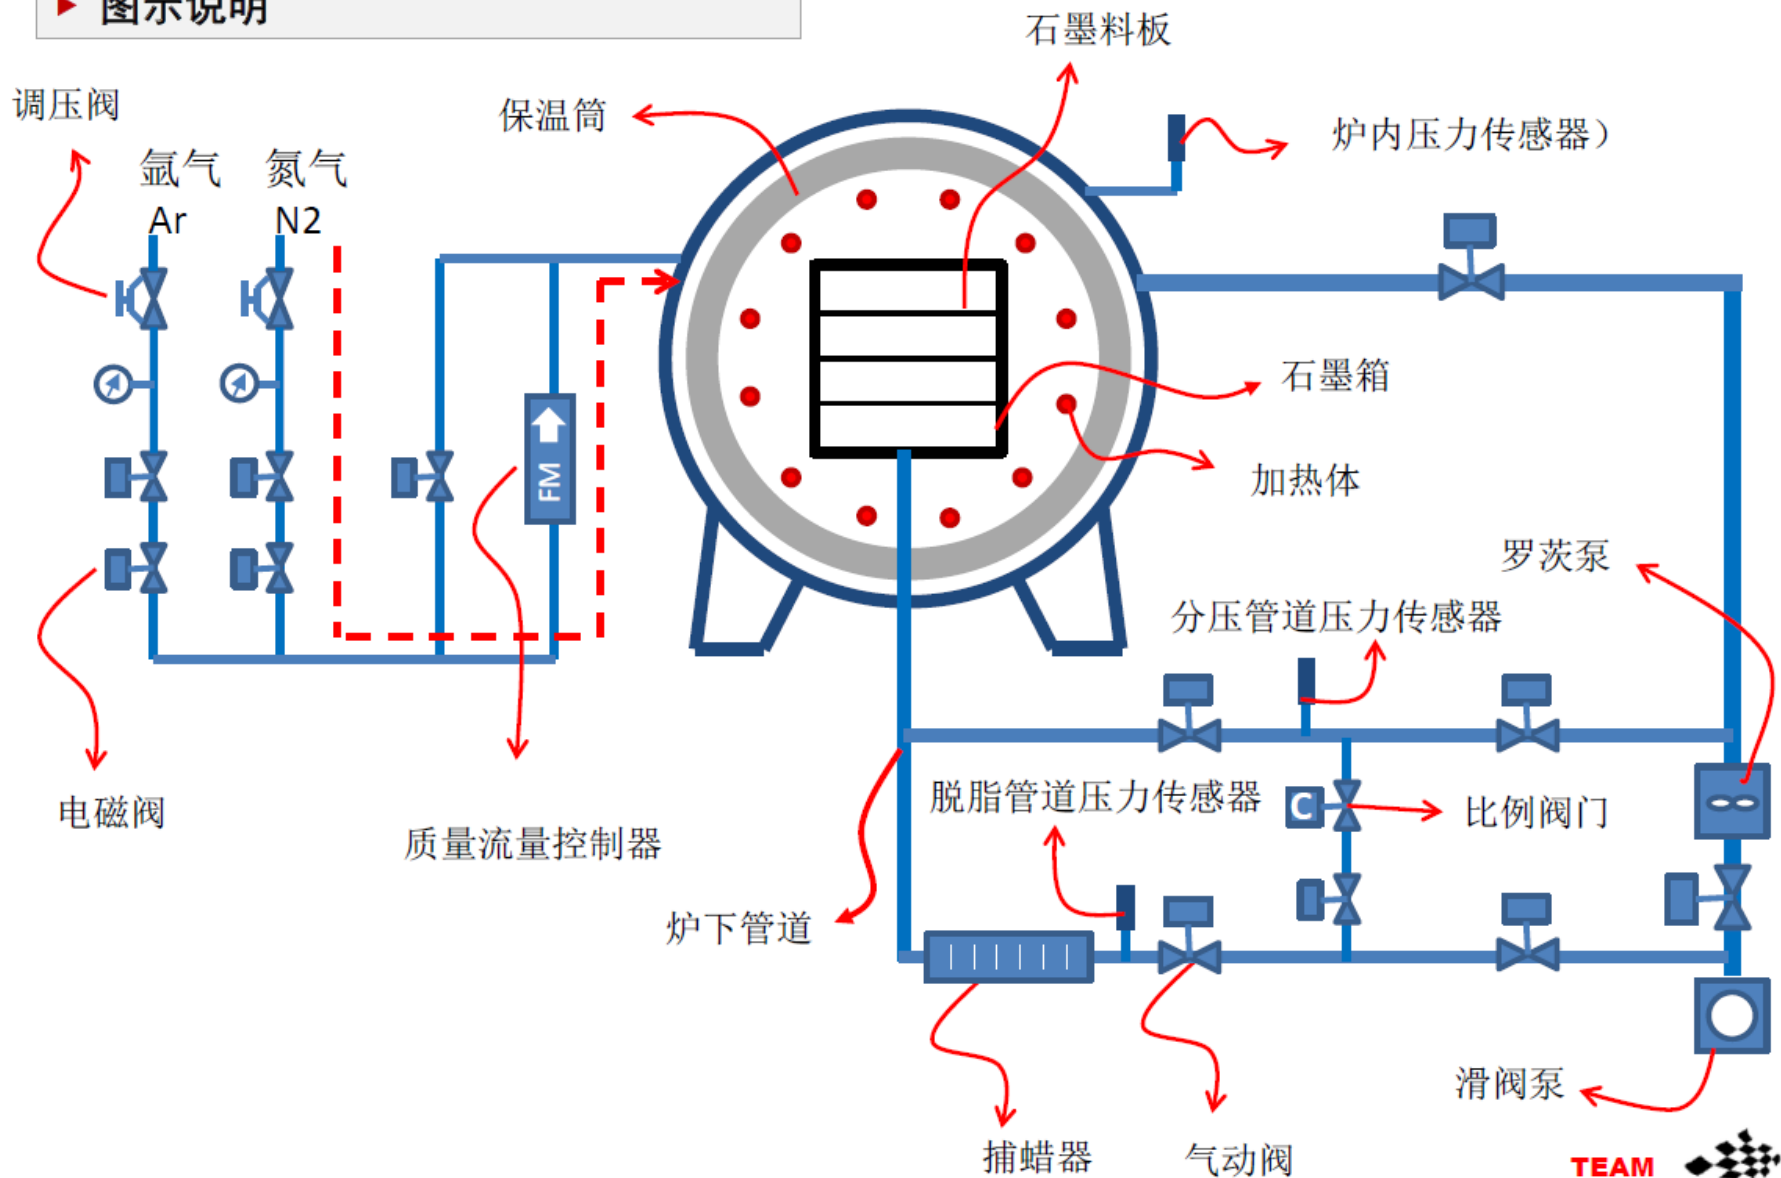 图示说明
石墨料板
调压阀
保温筒
炉内压力传感器）
氩气
氮气
Ar
N2
石墨箱
FM
加热体
罗茨泵
分压管道压力传感器
脱脂管道压力传感器
C
比例阀门
电磁阀
质量流量控制器
炉下管道
滑阀泵
捕蜡器
气动阀
TEAM